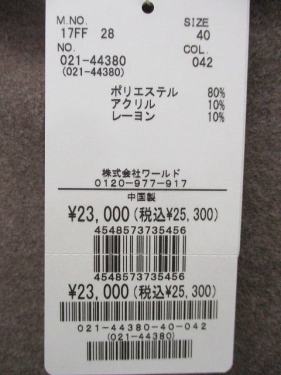 M.NO. SIZE
17FF 28 40
NO. COL.
021-44380 042
(021-44380)
ポリエステル 80%
アクリル 10%
レーヨン 10%
株式会社ワールド
0120-977-917
中国製
¥23,000(税込¥25,300)
4548573735456
4548573735456
¥23,000(税込¥25,300)
021-44380-40-042
(021-44380)